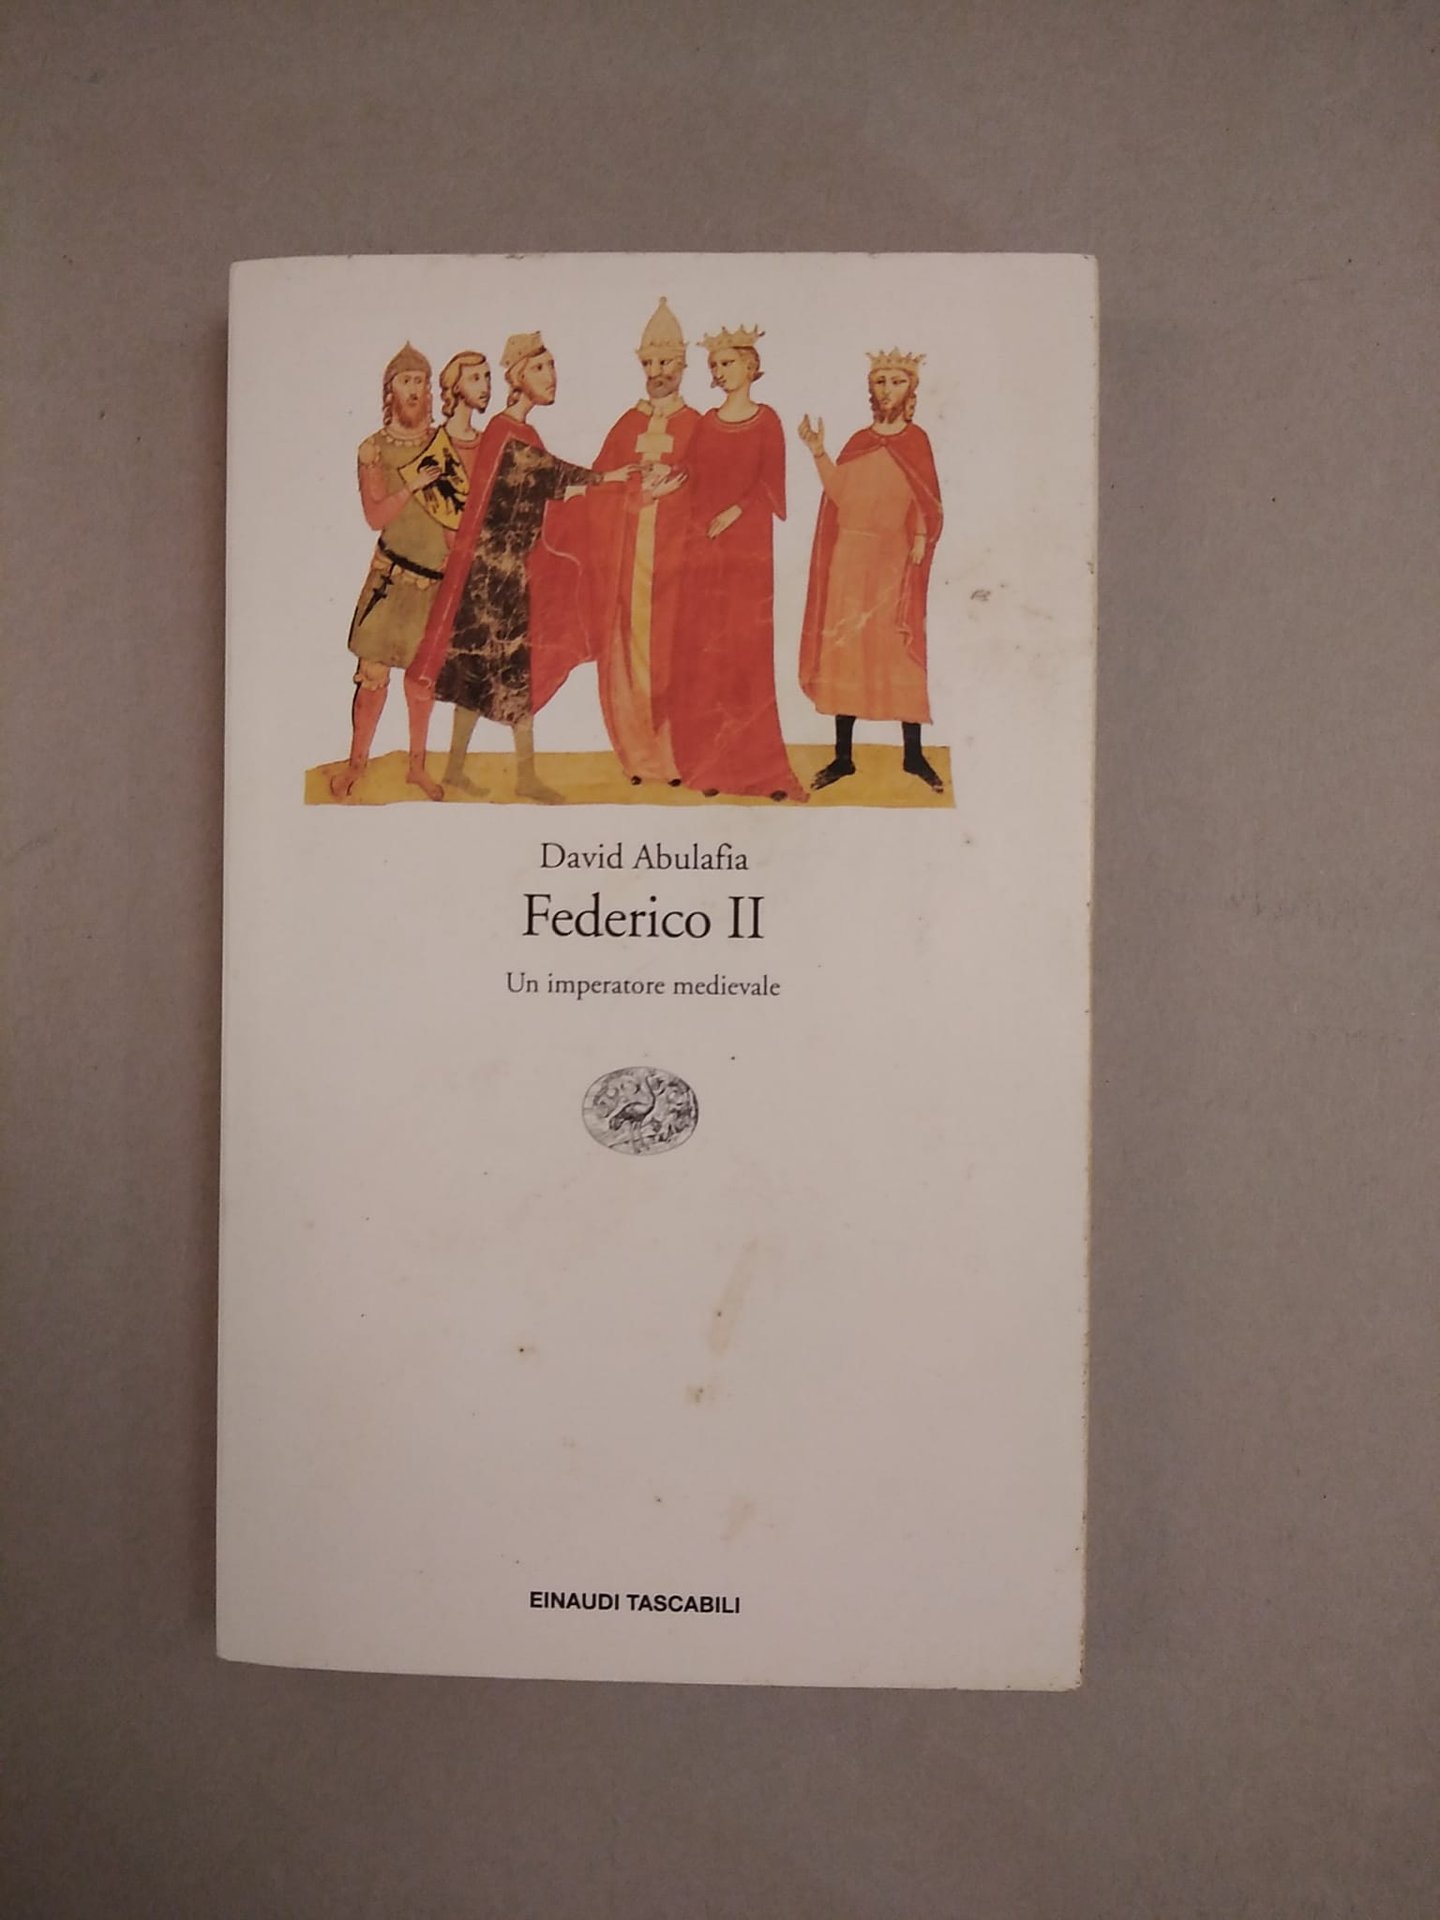 David Abulafia
Federico II
Un imperatore medievale
EINAUDI TASCABILI